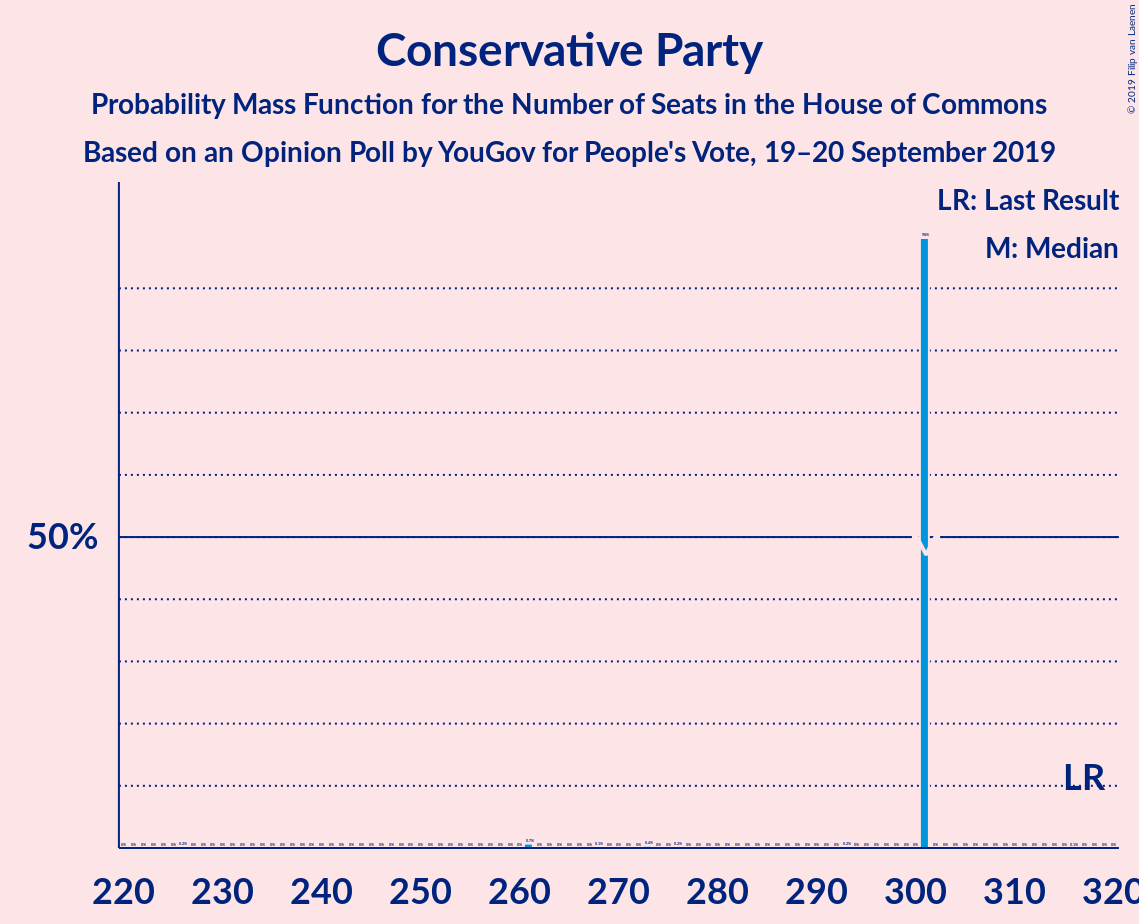 Conservative Party
Probability Mass Function for the Number of Seats in the House of Commons
Based on an Opinion Poll by YouGov for People's Vote, 19–20 September 2019
© 2019 Filip van Laenen
LR: Last Result
M: Median
50%
LR
220 230 240 250 260 270 280 290 300 310 320